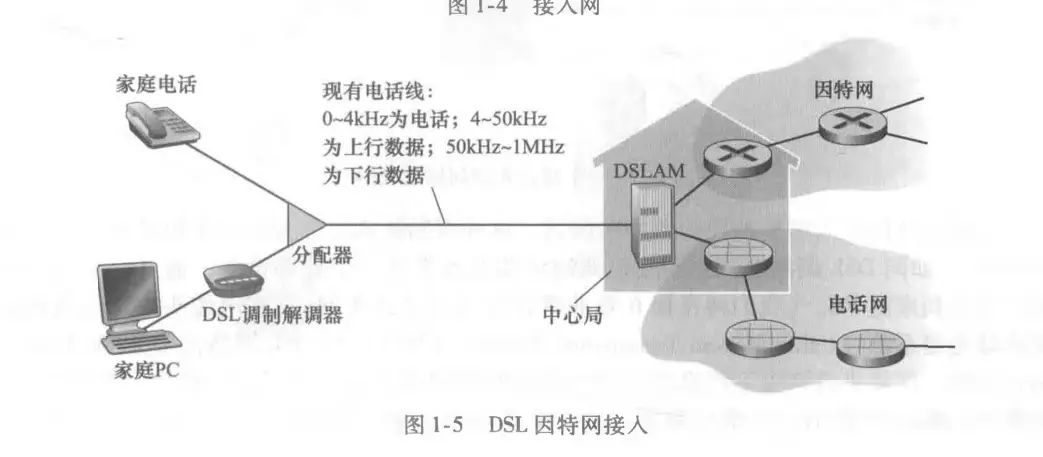 图1-4 接入网
家庭电话
现有电话线：
0~4kHz为电话；4~50kHz
为上行数据；50kHz~1MHz
为下行数据
因特网
DSLAM
分配器
DSL调制解调器
家庭PC
中心局
电话网
图1-5 DSL因特网接入